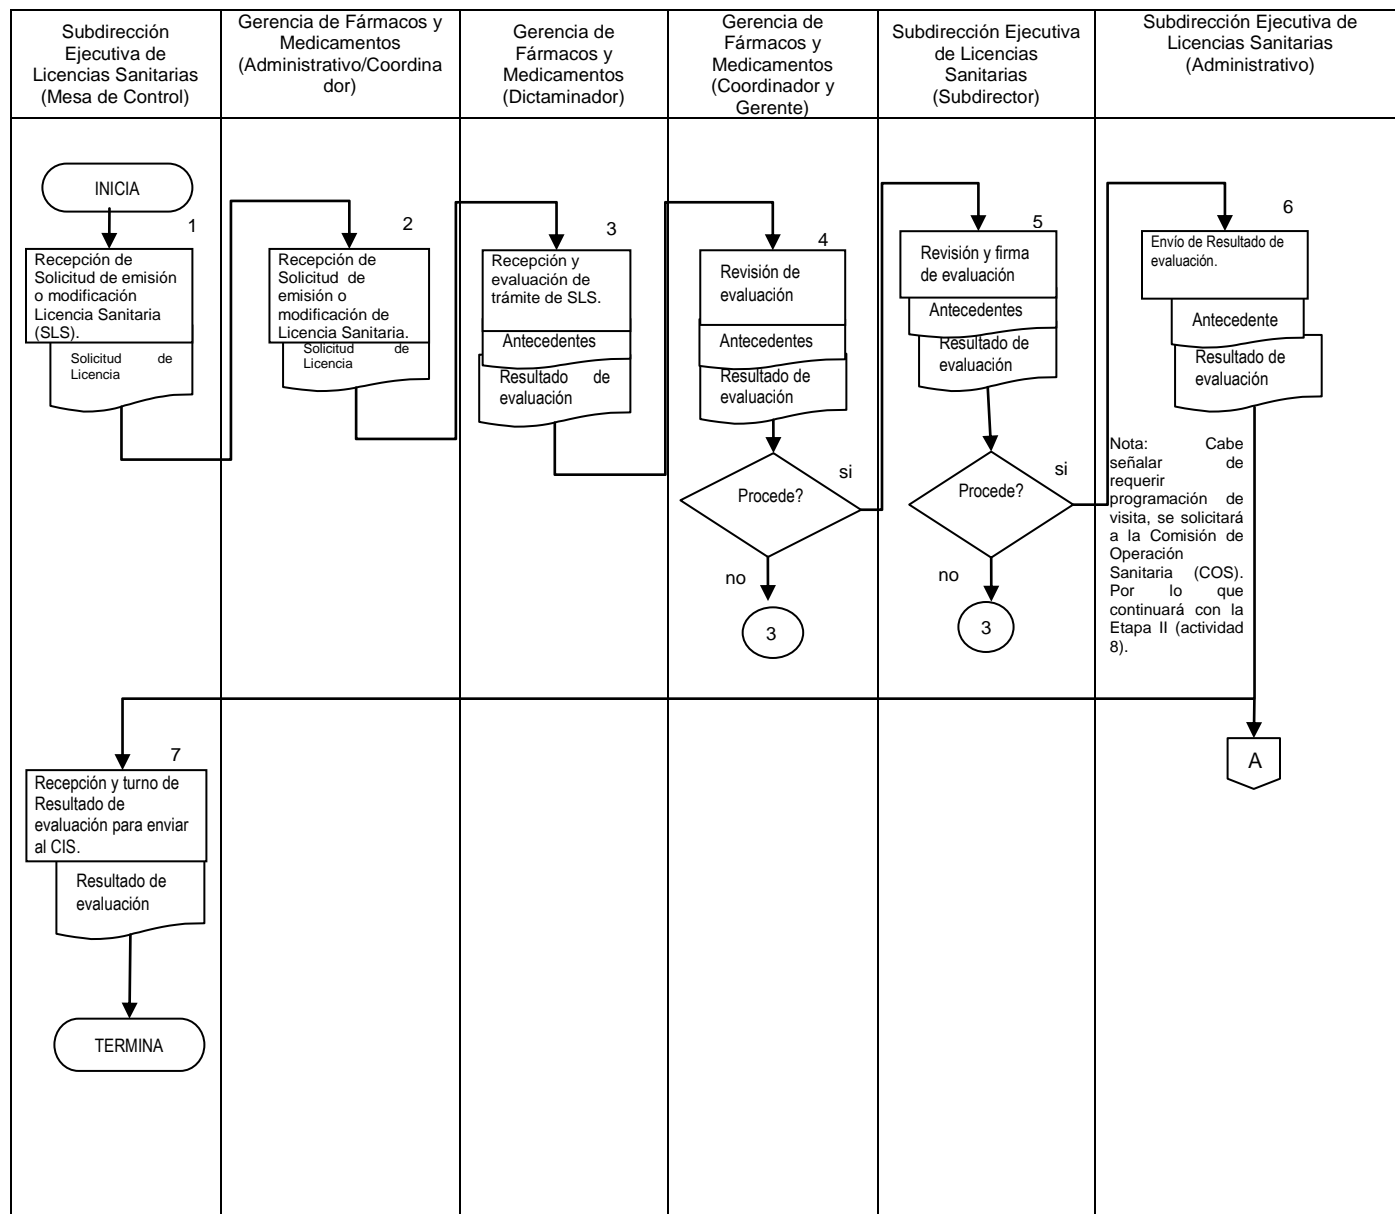 Subdirección
Ejecutiva de
Licencias Sanitarias
(Mesa de Control)
Gerencia de Fármacos y
Medicamentos
(Administrativo/Coordina
dor)
Gerencia de
Fármacos y
Medicamentos
(Dictaminador)
Gerencia de
Fármacos y
Medicamentos
(Coordinador y
Gerente)
Subdirección Ejecutiva
de Licencias
Sanitarias
(Subdirector)
Subdirección Ejecutiva de
Licencias Sanitarias
(Administrativo)
INICIA
1
Recepción de
Solicitud de emisión
o modificación
Licencia Sanitaria
(SLS).
Solicitud de
Licencia
2
Recepción de
Solicitud de
emisión o
modificación de
Licencia Sanitaria.
Solicitud de
Licencia
3
Recepción y
evaluación de
trámite de SLS.
Antecedentes
Resultado de
evaluación
4
Revisión de
evaluación
Antecedentes
Resultado de
evaluación
Procede?
si
no
3
5
Revisión y firma
de evaluación
Antecedentes
Resultado de
evaluación
Procede?
si
no
3
6
Envío de Resultado de
evaluación.
Antecedente
Resultado de
evaluación
Nota: Cabe
señalar de
requerir
programación de
visita, se solicitará
a la Comisión de
Operación
Sanitaria (COS).
Por lo que
continuará con la
Etapa II (actividad
8).
A
7
Recepción y turno de
Resultado de
evaluación para enviar
al CIS.
Resultado de
evaluación
TERMINA